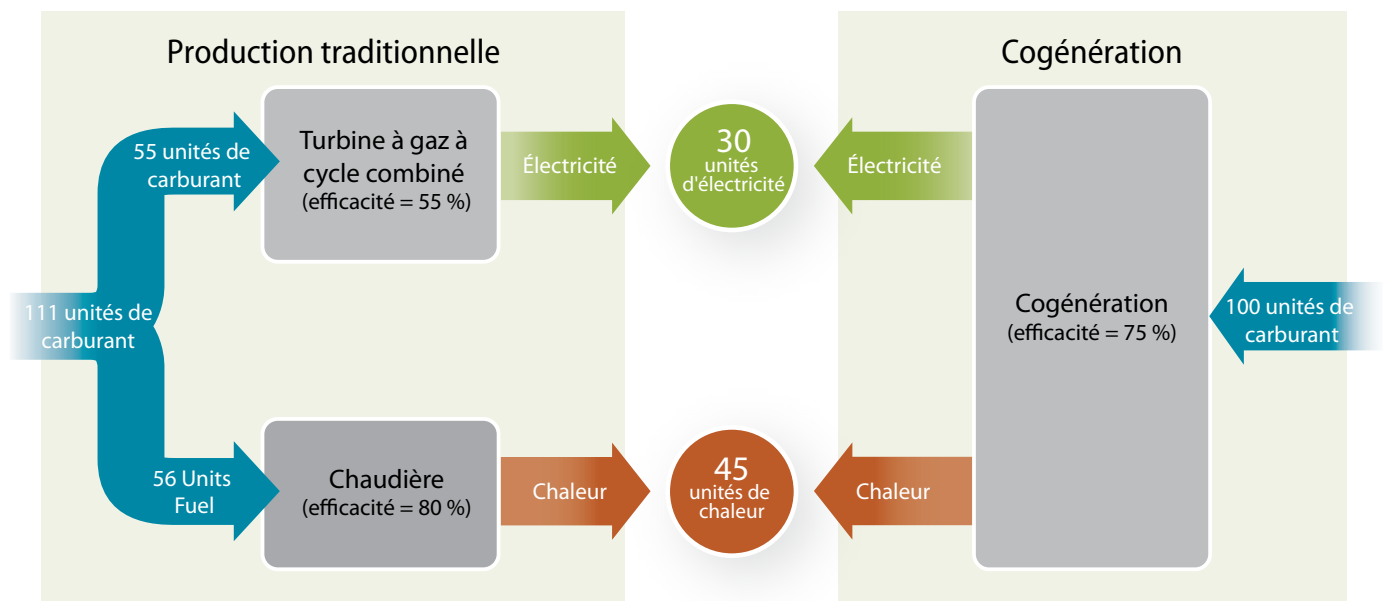 Production traditionnelle
111 unités de
carburant
55 unités de
carburant
Turbine à gaz à
cycle combiné
(efficacité = 55 %)
Électricité
56 Units
Fuel
Chaudière
(efficacité = 80 %)
Chaleur
30
unités
d'électricité
45
unités de
chaleur
Cogénération
Électricité
Chaleur
Cogénération
(efficacité = 75 %)
100 unités de
carburant